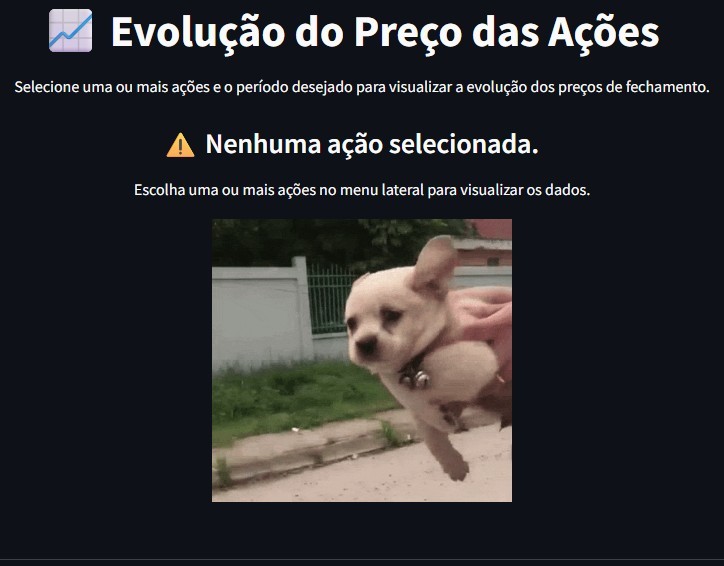 Evolução do Preço das Ações
Selecione uma ou mais ações e o período desejado para visualizar a evolução dos preços de fechamento.
Nenhuma ação selecionada.
Escolha uma ou mais ações no menu lateral para visualizar os dados.